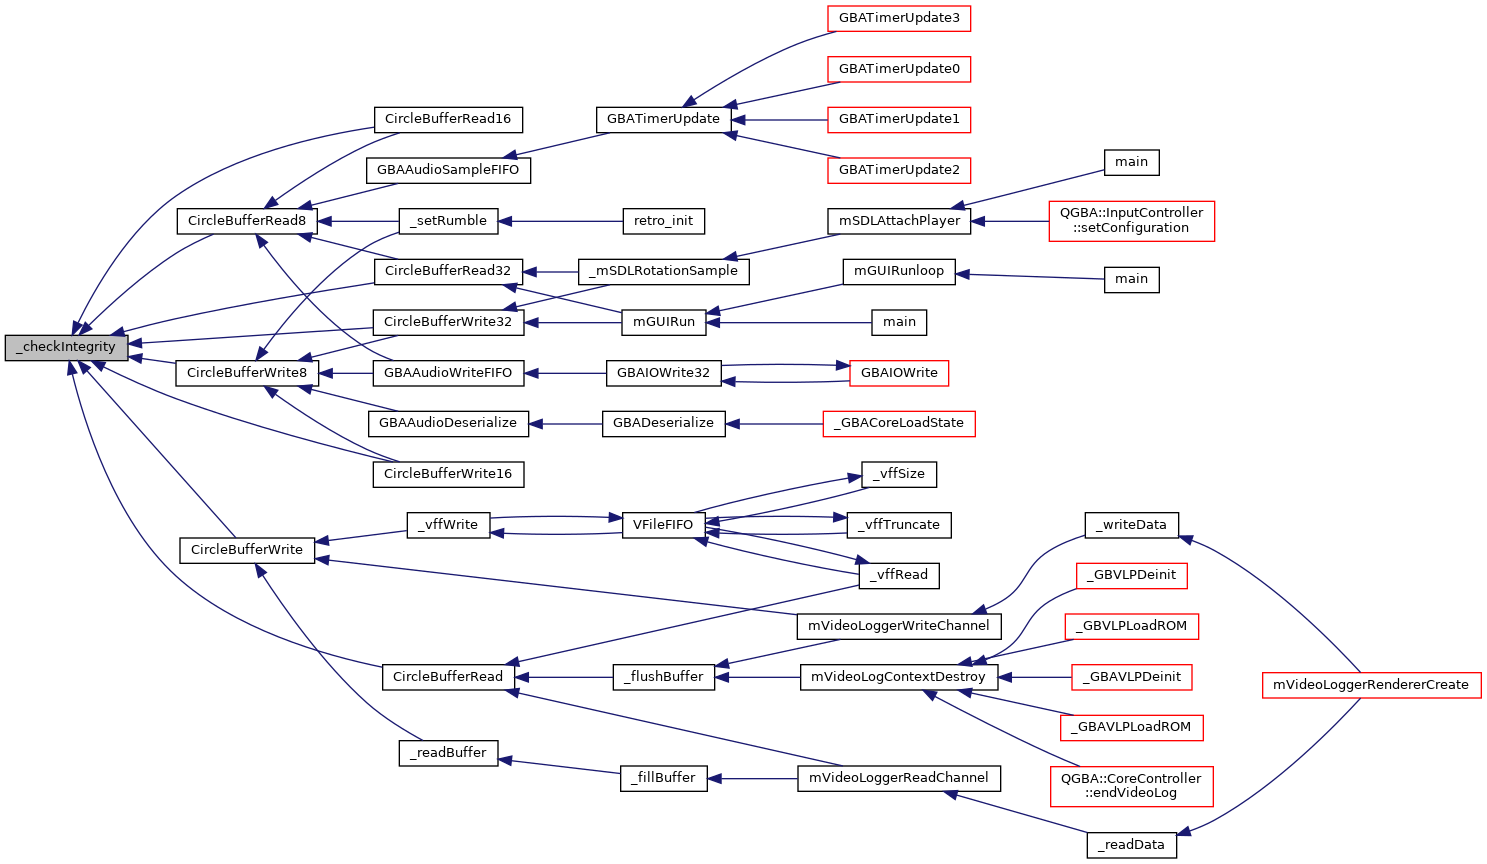 GBATimerUpdate3
GBATimerUpdate0
CircleBufferRead16
GBATimerUpdate
GBATimerUpdate1
main
GBAAudioSampleFIFO
GBATimerUpdate2
CircleBufferRead8
_setRumble
retro_init
mSDLAttachPlayer
QGBA::InputController
::setConfiguration
CircleBufferRead32
_mSDLRotationSample
mGUIRunloop
main
CircleBufferWrite32
mGUIRun
main
_checkIntegrity
CircleBufferWrite8
GBAAudioWriteFIFO
GBAIOWrite32
GBAIOWrite
GBAAudioDeserialize
GBADeserialize
_GBACoreLoadState
CircleBufferWrite16
_vffSize
_vffWrite
VFileFIFO
_vffTruncate
_writeData
CircleBufferWrite
_vffRead
_GBVLPDeinit
mVideoLoggerWriteChannel
_GBVLPLoadROM
CircleBufferRead
_flushBuffer
mVideoLogContextDestroy
_GBAVLPDeinit
mVideoLoggerRendererCreate
_GBAVLPLoadROM
_readBuffer
_fillBuffer
mVideoLoggerReadChannel
QGBA::CoreController
::endVideoLog
_readData